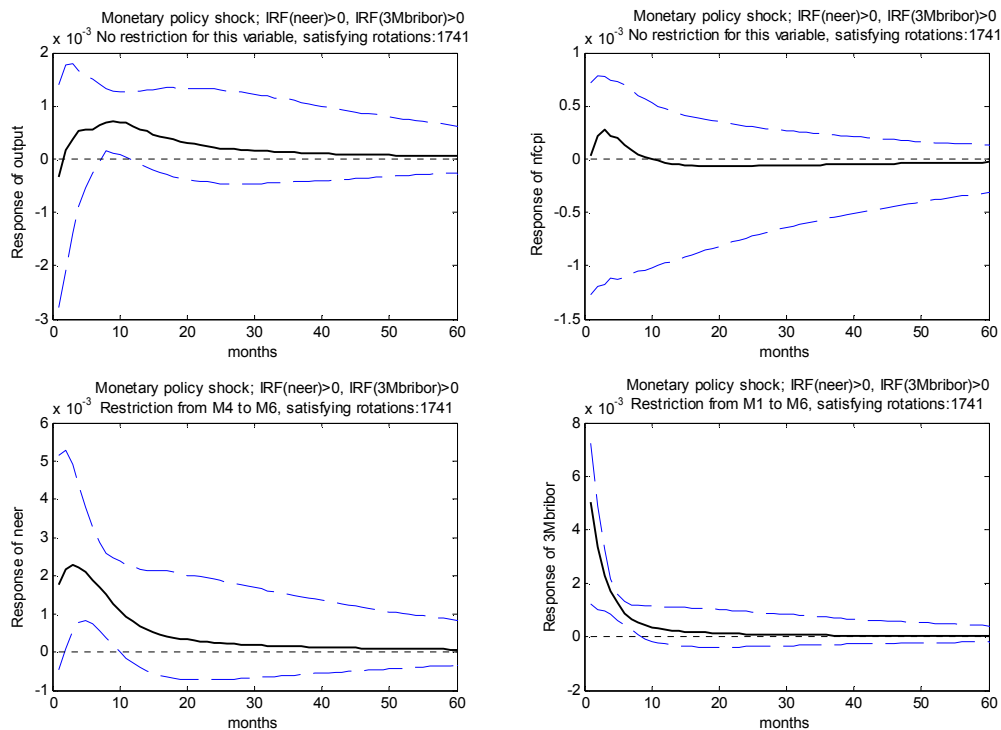 Monetary policy shock; IRF(neer)>0, IRF(3Mbribor)>0
x 10⁻³ No restriction for this variable, satisfying rotations:1741
2
1
0
-1
-2
-3
Response of output
0 10 20 30 40 50 60
months
Monetary policy shock; IRF(neer)>0, IRF(3Mbribor)>0
x 10⁻³ No restriction for this variable, satisfying rotations:1741
1
0.5
0
-0.5
-1
-1.5
Response of nfcpi
0 10 20 30 40 50 60
months
Monetary policy shock; IRF(neer)>0, IRF(3Mbribor)>0
x 10⁻³ Restriction from M4 to M6, satisfying rotations:1741
6
5
4
3
2
1
0
-1
Response of neer
0 10 20 30 40 50 60
months
Monetary policy shock; IRF(neer)>0, IRF(3Mbribor)>0
x 10⁻³ Restriction from M1 to M6, satisfying rotations:1741
8
6
4
2
0
-2
Response of 3Mbribor
0 10 20 30 40 50 60
months